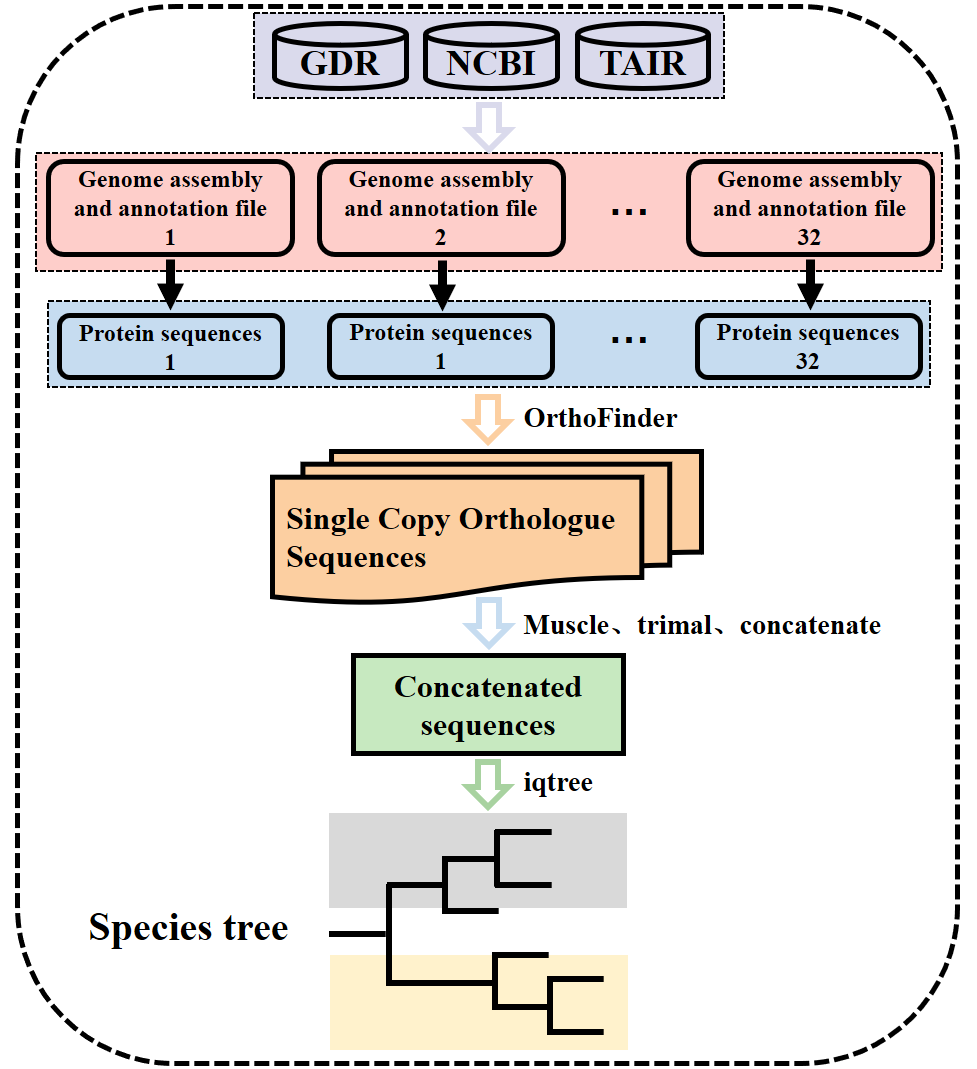 GDR NCBI TAIR
Genome assembly
and annotation file
1
Genome assembly
and annotation file
2
...
Genome assembly
and annotation file
32
Protein sequences
1
Protein sequences
1
...
Protein sequences
32
OrthoFinder
Single Copy Orthologue
Sequences
Muscle、trimal、concatenate
Concatenated
sequences
iqtree
Species tree